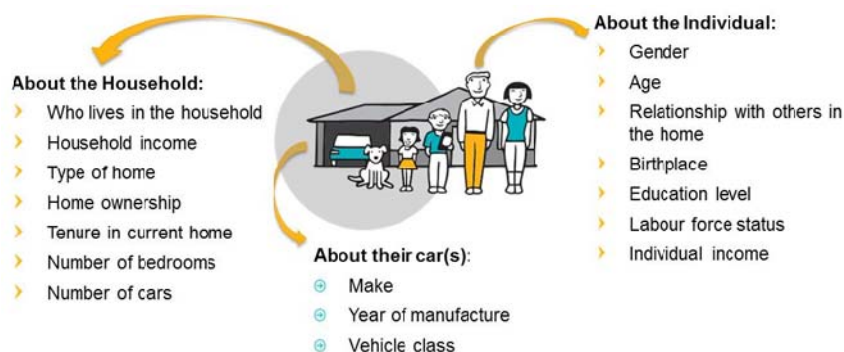 About the Household:
Who lives in the household
Household income
Type of home
Home ownership
Tenure in current home
Number of bedrooms
Number of cars
About their car(s):
Make
Year of manufacture
Vehicle class
About the Individual:
Gender
Age
Relationship with others in
the home
Birthplace
Education level
Labour force status
Individual income